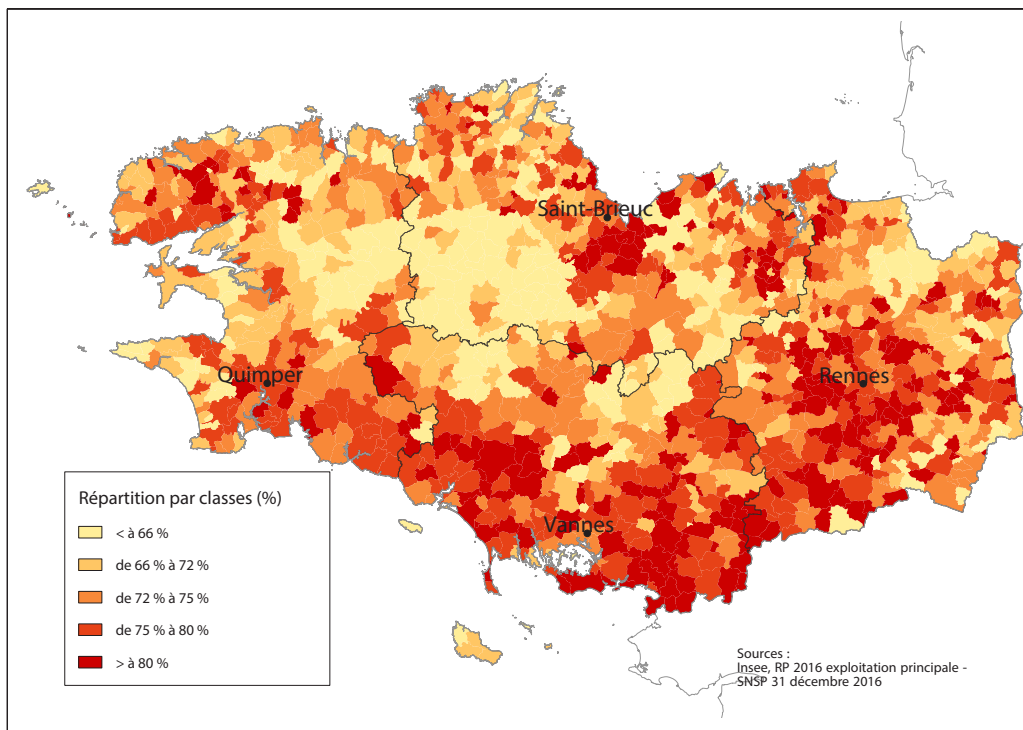 Saint-Brieuc
Quimper
Rennes
Vannes
Répartition par classes (%)
< à 66 %
de 66 % à 72 %
de 72 % à 75 %
de 75 % à 80 %
> à 80 %
Sources :
Insee, RP 2016 exploitation principale -
SNSP 31 décembre 2016